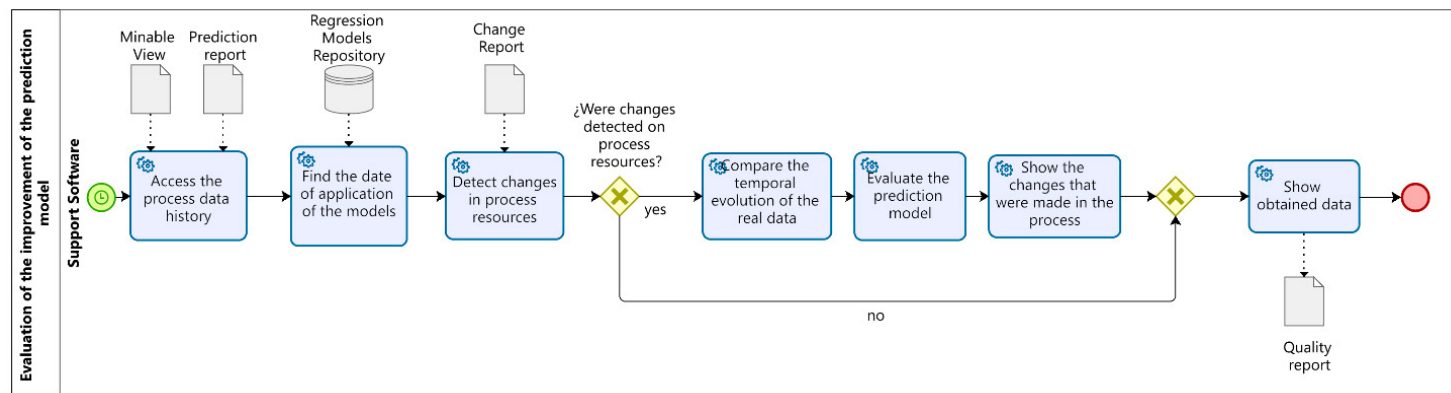 Evaluation of the improvement of the prediction
model
Support Software
Minable
View
Prediction
report
Regression
Models
Repository
Change
Report
¿Were changes
detected on
process
resources?
Access the
process data
history
Find the date
of application
of the models
Detect changes
in process
resources
yes
Compare the
temporal
evolution of the
real data
Evaluate the
prediction
model
Show the
changes that
were made in the
process
Show
obtained data
no
Quality
report